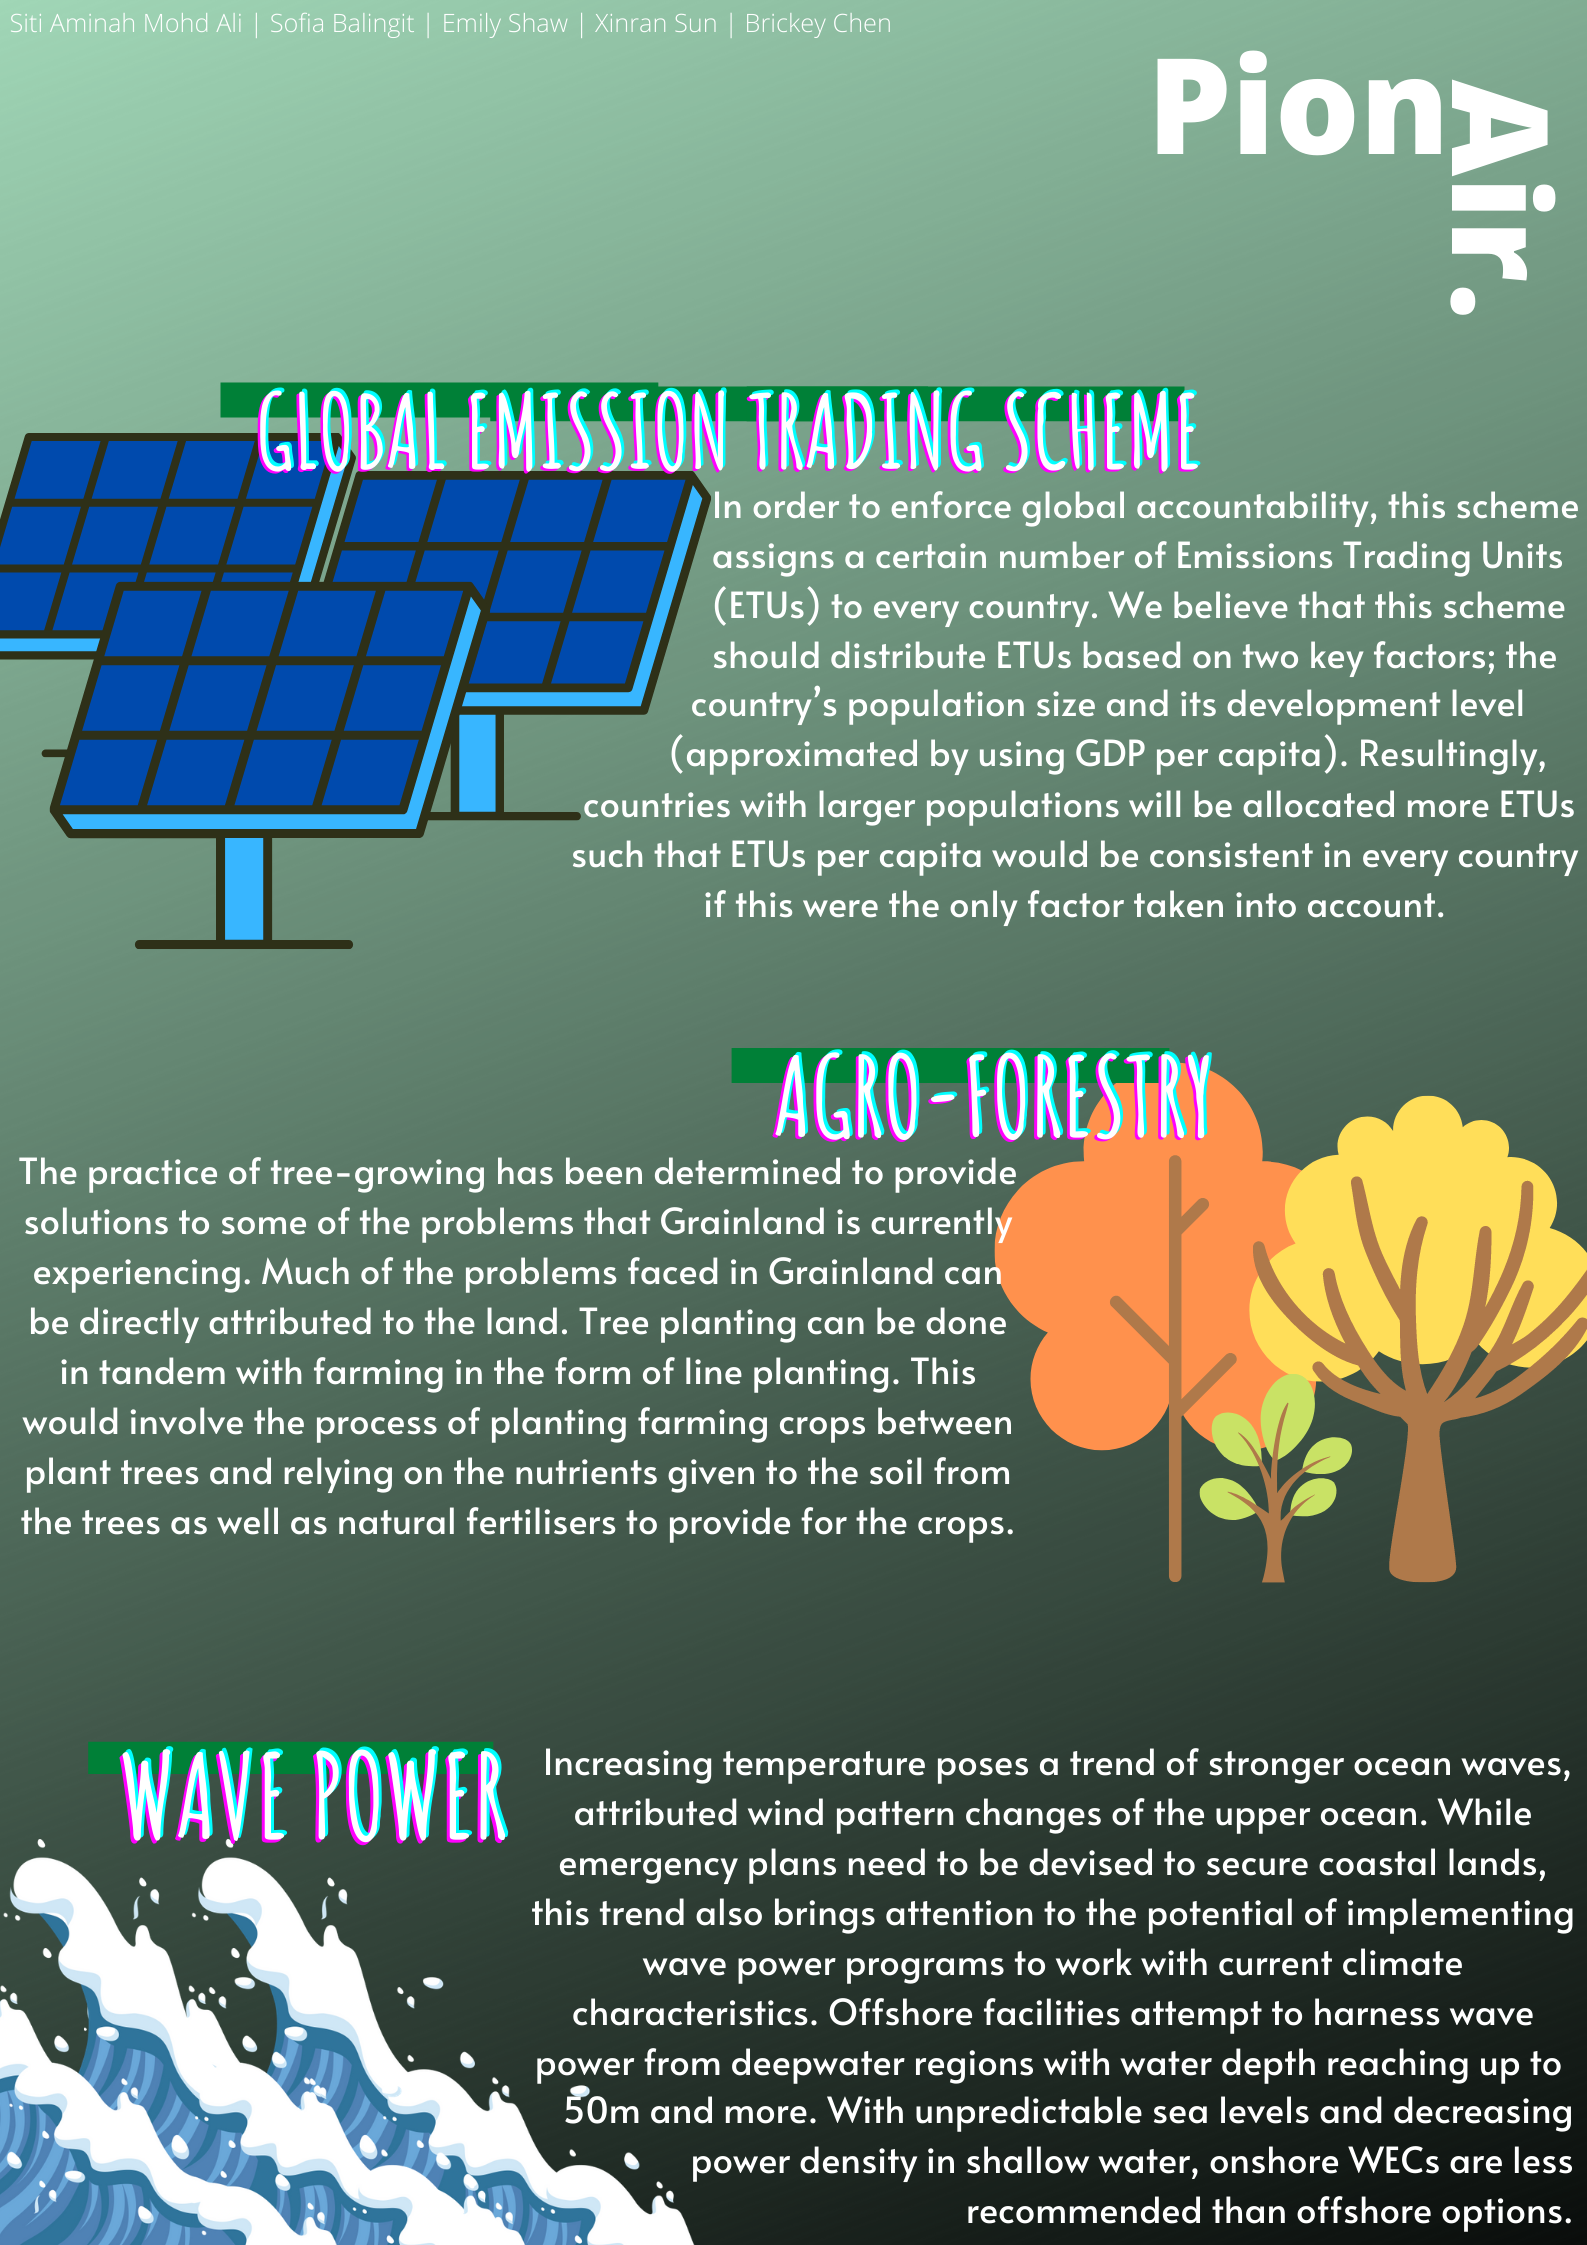 Siti Aminah Mohd Ali | Sofia Balingit | Emily Shaw | Xinran Sun | Brickey Chen
PionAir.
GLOBAL EMISSION TRADING SCHEME
In order to enforce global accountability, this scheme
assigns a certain number of Emissions Trading Units
(ETUs) to every country. We believe that this scheme
should distribute ETUs based on two key factors; the
country’s population size and its development level
(approximated by using GDP per capita). Resultingly,
countries with larger populations will be allocated more ETUs
such that ETUs per capita would be consistent in every country
if this were the only factor taken into account.
AGRO-FORESTRY
The practice of tree-growing has been determined to provide
solutions to some of the problems that Grainland is currently
experiencing. Much of the problems faced in Grainland can
be directly attributed to the land. Tree planting can be done
in tandem with farming in the form of line planting. This
would involve the process of planting farming crops between
plant trees and relying on the nutrients given to the soil from
the trees as well as natural fertilisers to provide for the crops.
WAVE POWER
Increasing temperature poses a trend of stronger ocean waves,
attributed wind pattern changes of the upper ocean. While
emergency plans need to be devised to secure coastal lands,
this trend also brings attention to the potential of implementing
wave power programs to work with current climate
characteristics. Offshore facilities attempt to harness wave
power from deepwater regions with water depth reaching up to
50m and more. With unpredictable sea levels and decreasing
power density in shallow water, onshore WECs are less
recommended than offshore options.